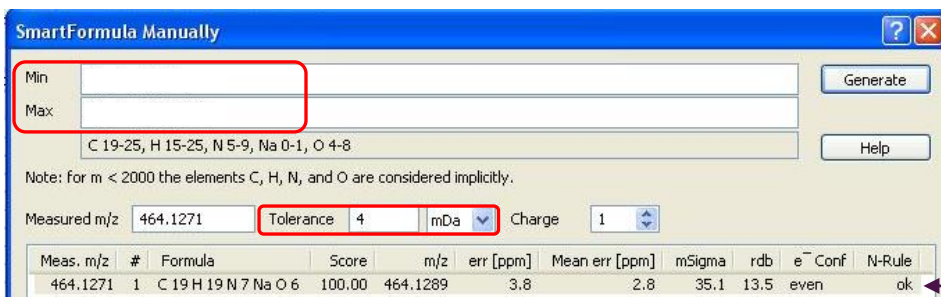 SmartFormula Manually
Min
Generate
Max
C 19-25, H 15-25, N 5-9, Na 0-1, O 4-8
Help
Note: for m < 2000 the elements C, H, N, and O are considered implicitly.
Measured m/z 464.1271 Tolerance 4 mDa Charge 1
Meas. m/z # Formula Score m/z err [ppm] Mean err [ppm] mSigma rdb e⁻ Conf N-Rule
464.1271 1 C 19 H 19 N 7 Na O 6 100.00 464.1289 3.8 2.8 35.1 13.5 even ok